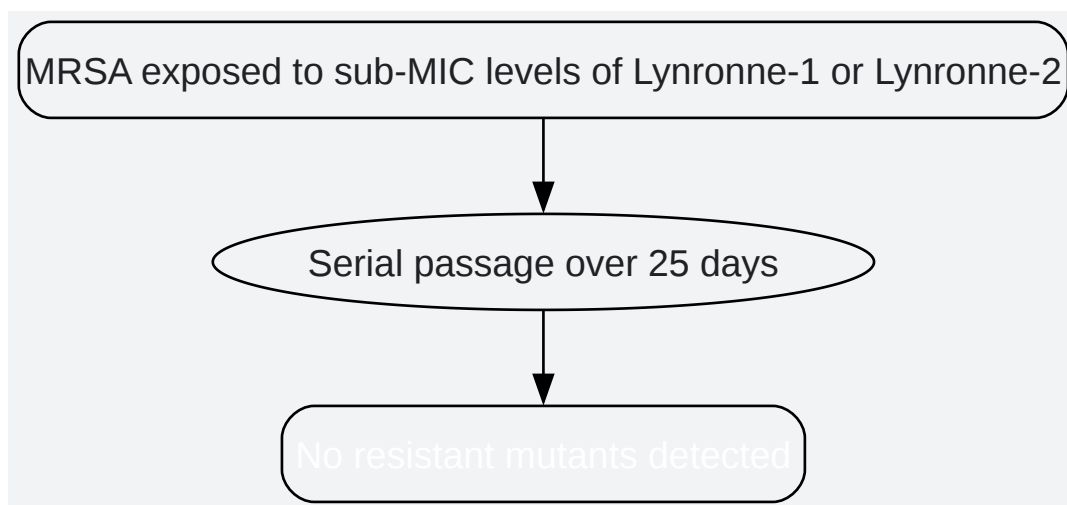 MRSA exposed to sub-MIC levels of Lynronne-1 or Lynronne-2
Serial passage over 25 days
No resistant mutants detected